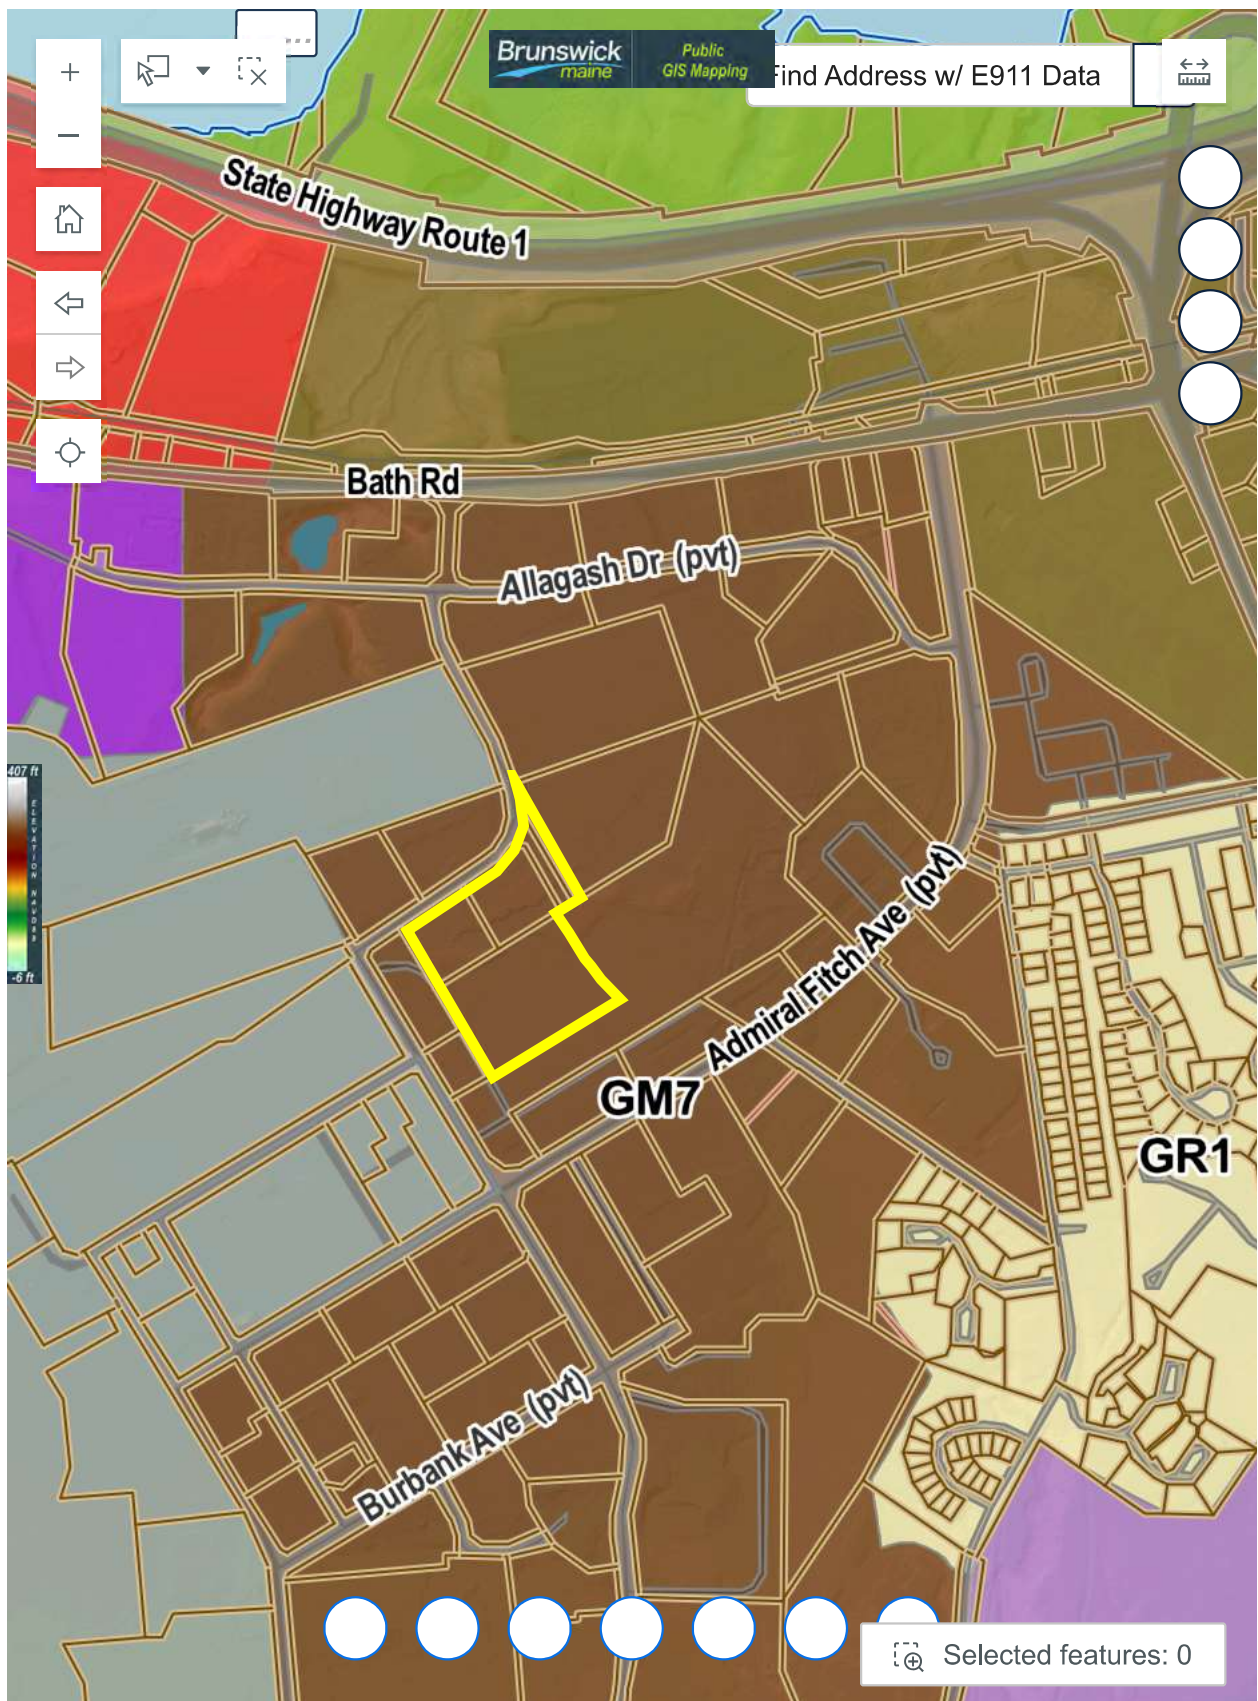 Brunswick
maine
Public
GIS Mapping
Find Address w/ E911 Data
State Highway Route 1
Bath Rd
Allagash Dr (pvt)
407 ft
ELEVATION NAVD88
-6 ft
Admiral Fitch Ave (pvt)
GM7
GR1
Burbank Ave (pvt)
Selected features: 0